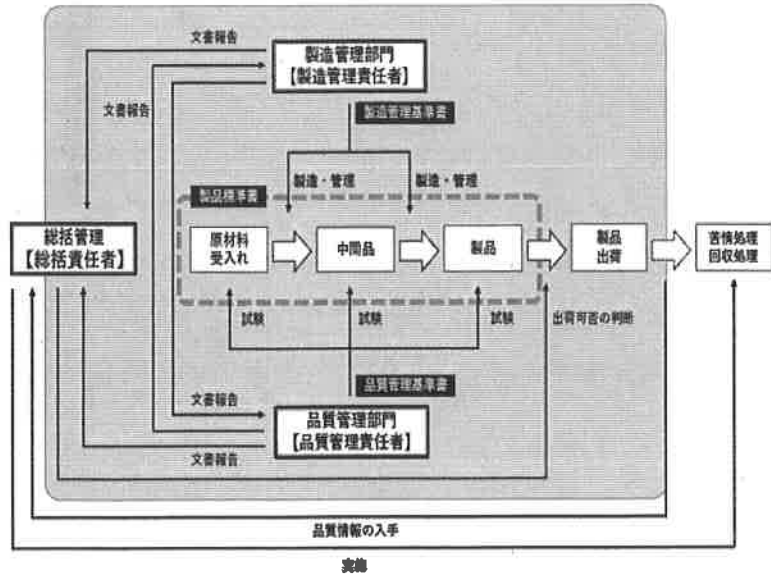 文書報告
製造管理部門
【製造管理責任者】
文書報告
製造管理基準書
製造・管理
製造・管理
製品標準書
総括管理
【総括責任者】
原材料
受入れ
中間品
製品
製品
出荷
苦情処理
回収処理
試験
試験
試験
出荷可否の判断
品質管理基準書
文書報告
品質管理部門
【品質管理責任者】
文書報告
品質情報の入手